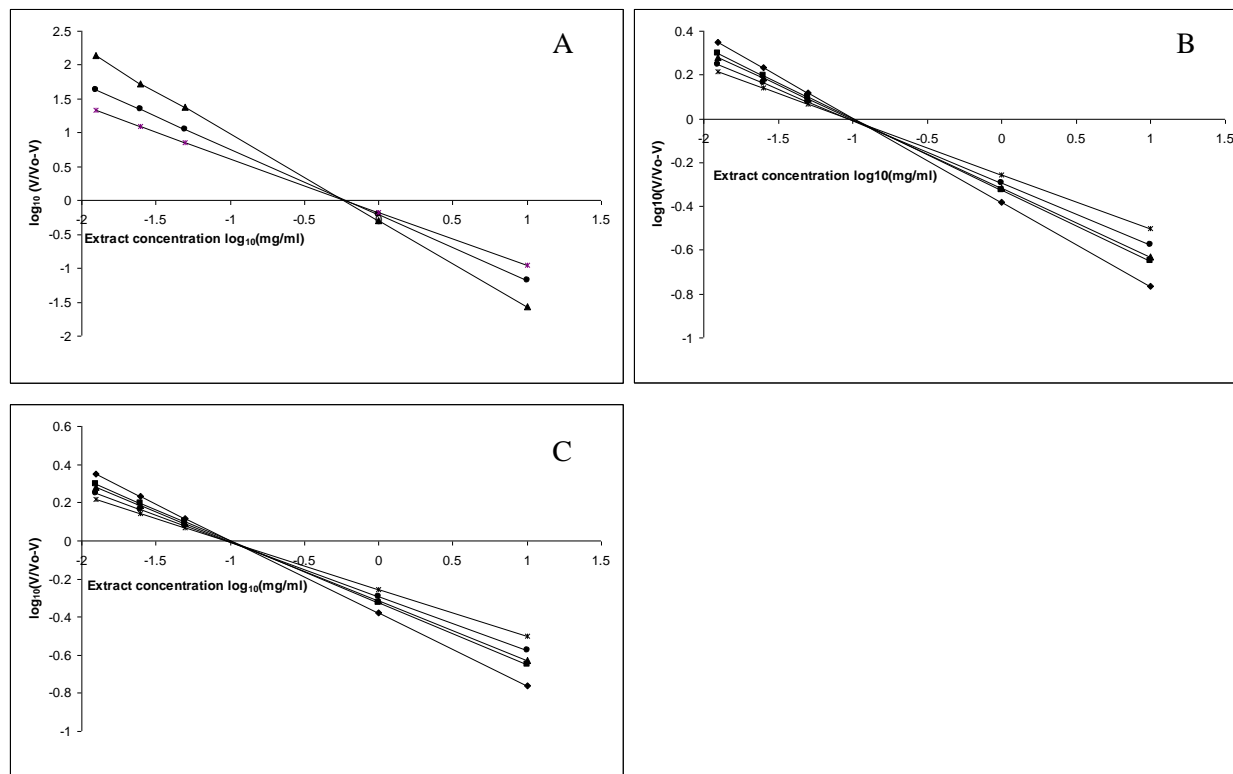 A
2.5
2
1.5
1
0.5
0
-0.5
-1
-1.5
-2
-2 -1.5 -1 -0.5 0 0.5 1 1.5
Extract concentration log₁₀(mg/ml)
log₁₀ (V/Vo-V)
B
0.4
0.2
0
-0.2
-0.4
-0.6
-0.8
-1
-2 -1.5 -1 -0.5 0 0.5 1 1.5
Extract concentration log10(mg/ml)
log10(V/Vo-V)
C
0.6
0.4
0.2
0
-0.2
-0.4
-0.6
-0.8
-1
-2 -1.5 -1 -0.5 0 0.5 1 1.5
Extract concentration log₁₀(mg/ml)
log₁₀(V/Vo-V)